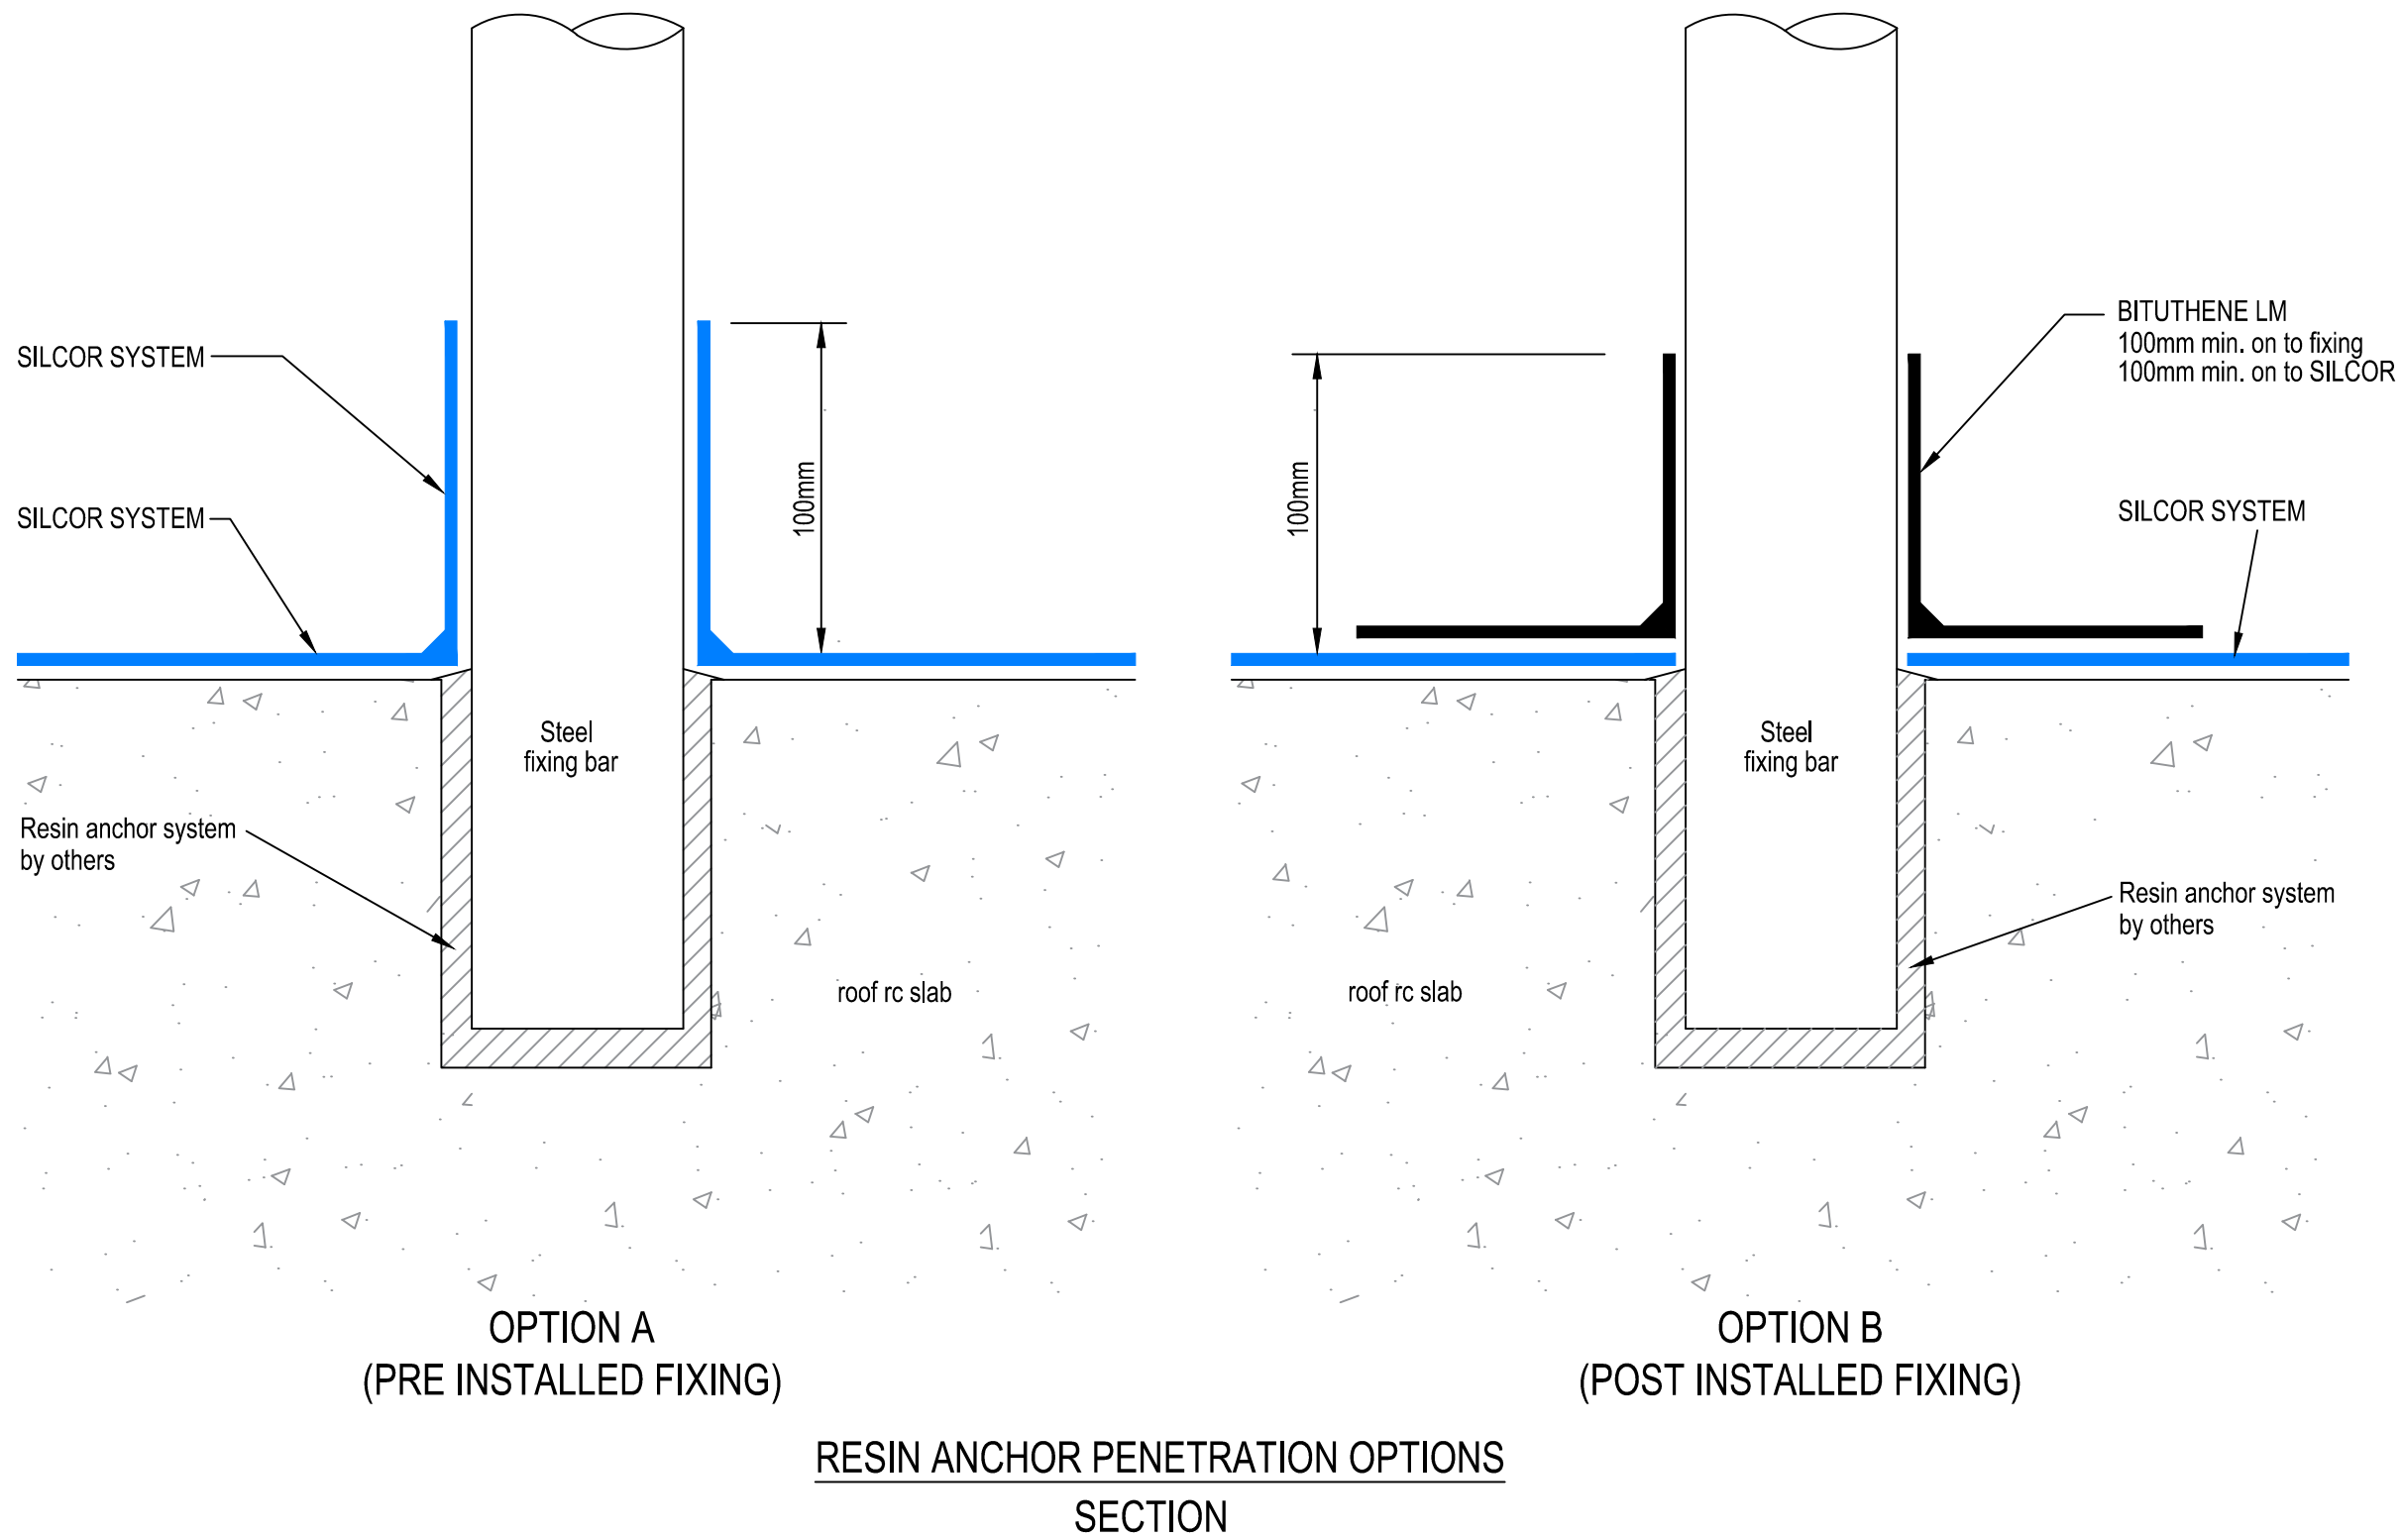 SILCOR SYSTEM
SILCOR SYSTEM
100mm
Steel
fixing bar
Resin anchor system
by others
roof rc slab
OPTION A
(PRE INSTALLED FIXING)
BITUTHENE LM
100mm min. on to fixing
100mm min. on to SILCOR
100mm
SILCOR SYSTEM
Steel
fixing bar
Resin anchor system
by others
roof rc slab
OPTION B
(POST INSTALLED FIXING)
RESIN ANCHOR PENETRATION OPTIONS
SECTION